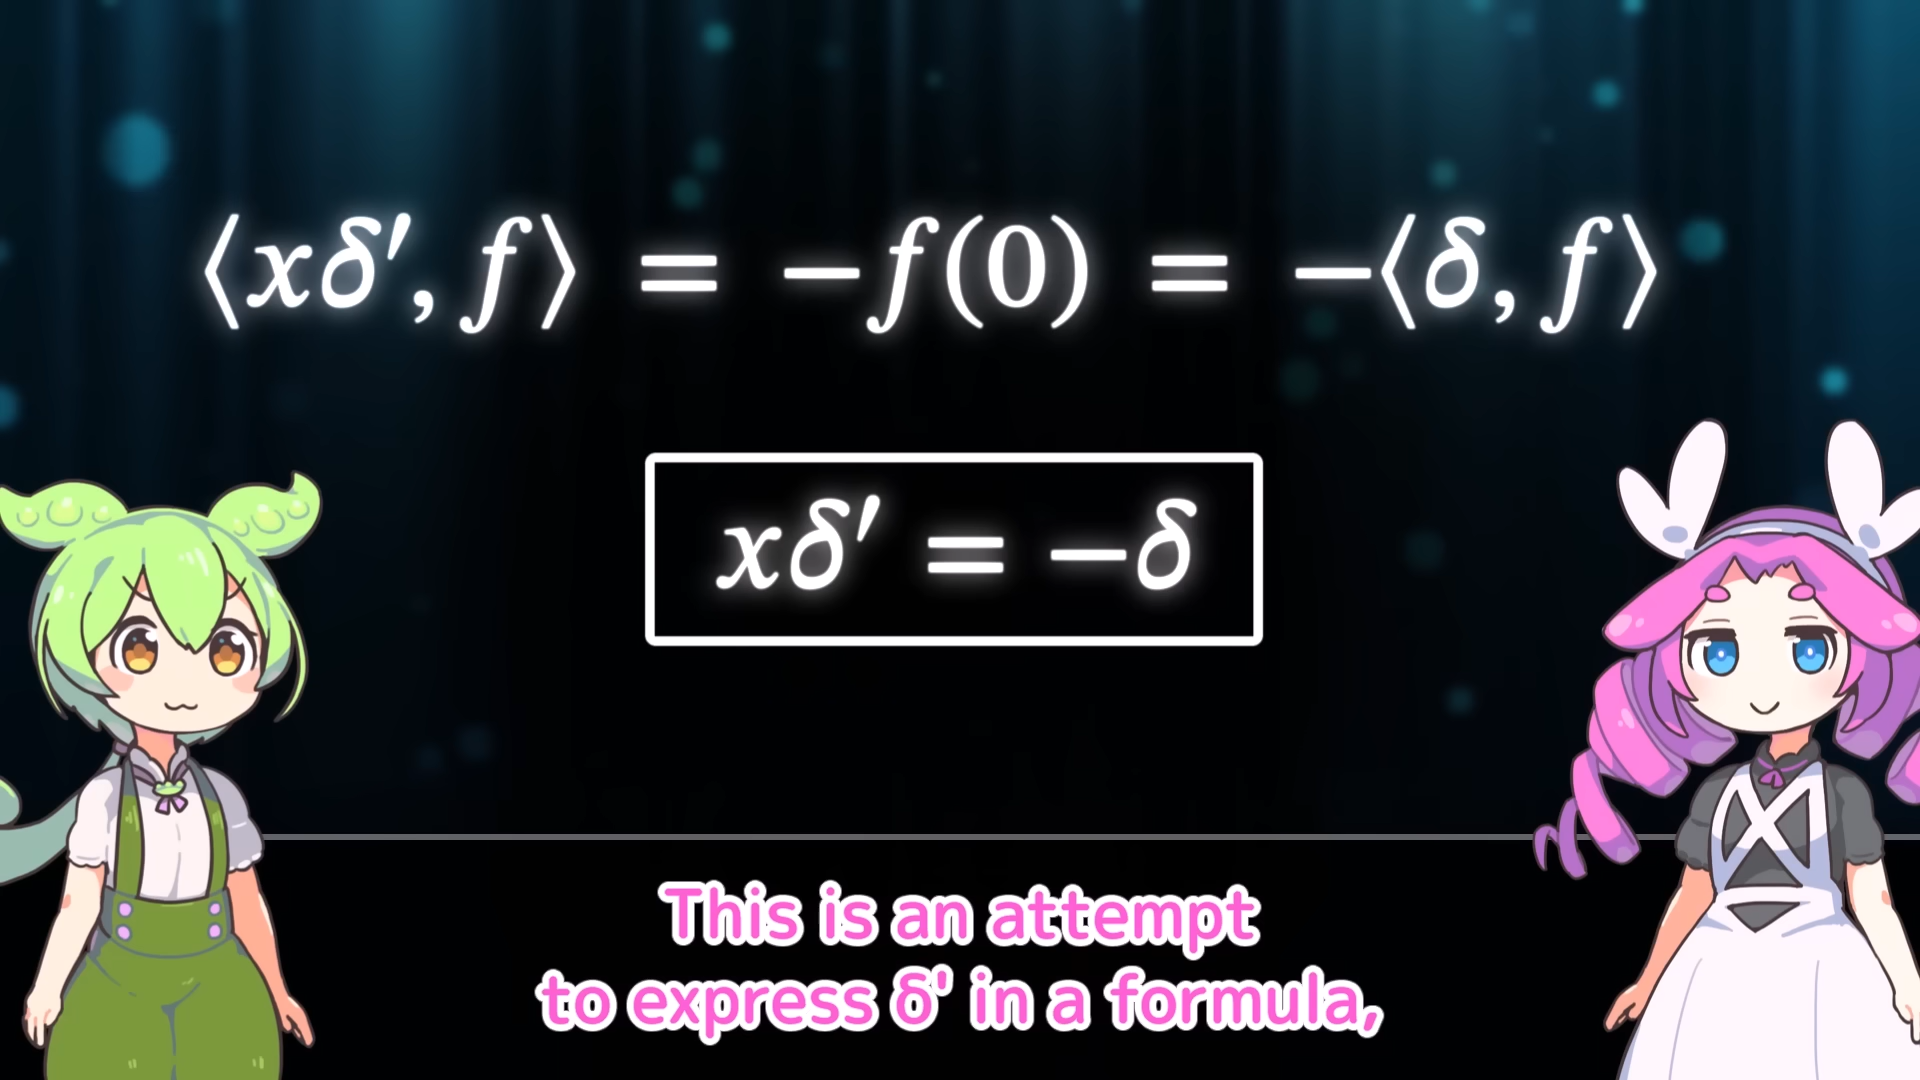 ⟨xδ′, f⟩ = −f(0) = −⟨δ, f⟩
xδ′ = −δ
This is an attempt
to express δ' in a formula,